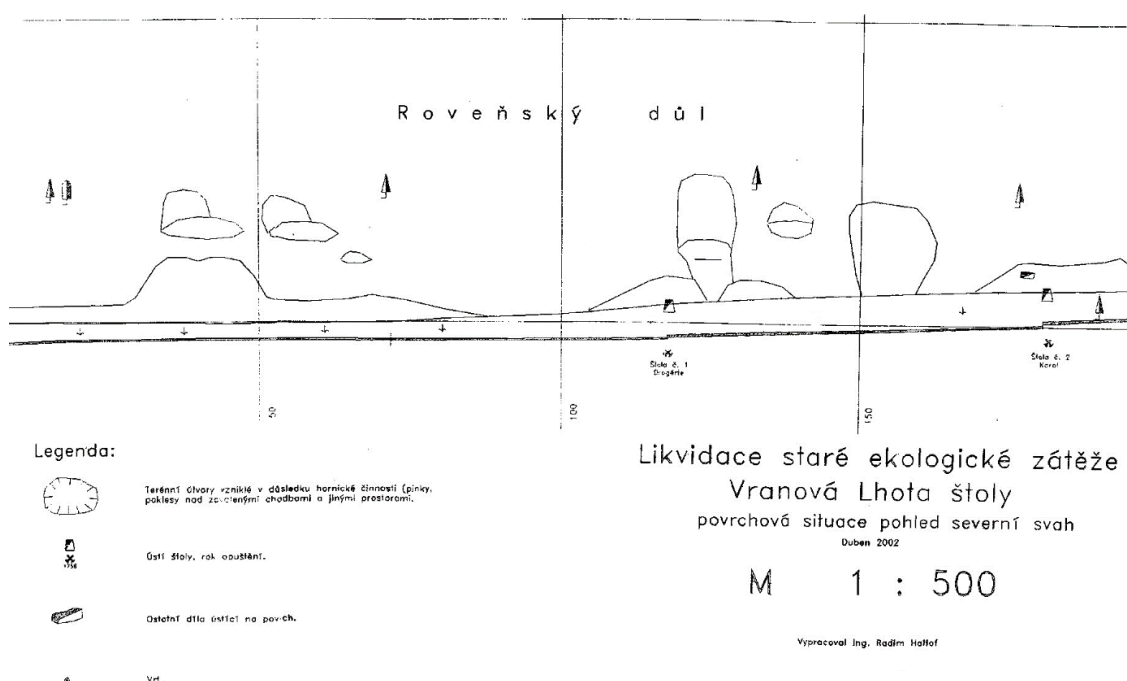 Roveňský důl
Štola č. 1
Drogérie
Štola č. 2
Karel
50
100
150
Legenda:
Terénní útvary vzniklé v důsledku hornické činnosti (pinky,
poklesy nad zavalenými chodbami a jinými prostorami.
1756
Ústí štoly, rok opuštění.
Ostatní díla ústící na povrch.
Vrt
Likvidace staré ekologické zátěže
Vranová Lhota štoly
povrchová situace pohled severní svah
Duben 2002
M 1 : 500
Vypracoval Ing. Radim